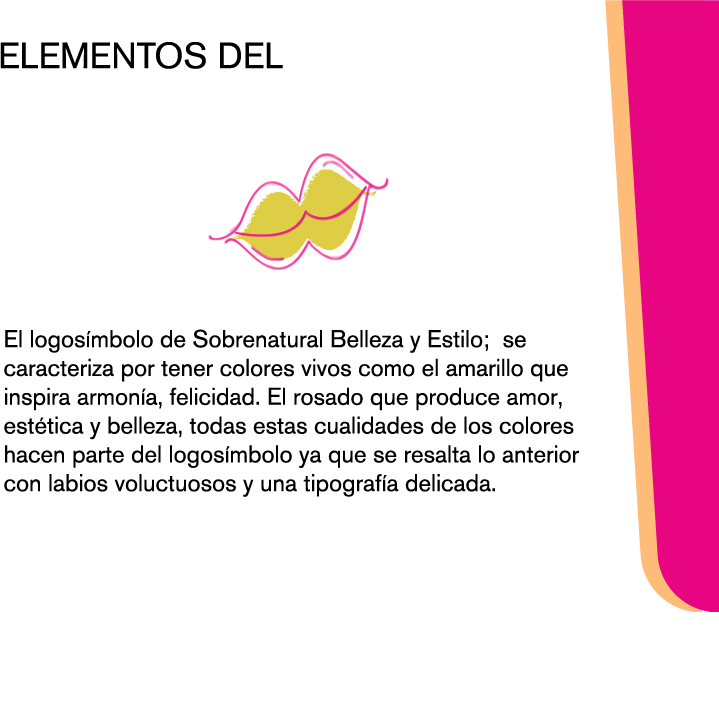 ELEMENTOS DEL
El logosímbolo de Sobrenatural Belleza y Estilo;  se
caracteriza por tener colores vivos como el amarillo que
inspira armonía, felicidad. El rosado que produce amor,
estética y belleza, todas estas cualidades de los colores
hacen parte del logosímbolo ya que se resalta lo anterior
con labios voluctuosos y una tipografía delicada.